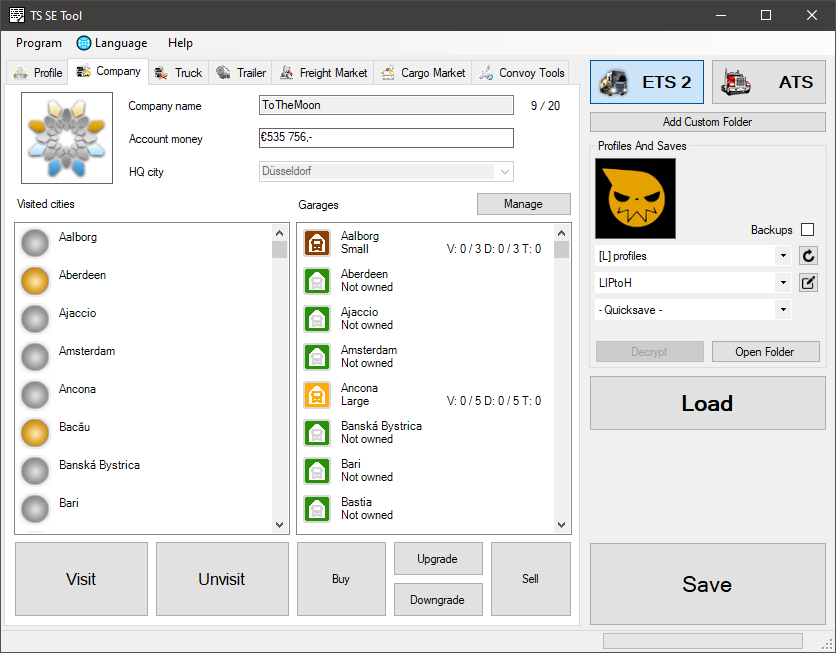 TS SE Tool
Program Language Help
Profile Company Truck Trailer Freight Market Cargo Market Convoy Tools
Company name
ToTheMoon
9 / 20
Account money
€535 756,-
HQ city
Düsseldorf
Visited cities
Aalborg
Aberdeen
Ajaccio
Amsterdam
Ancona
Bacău
Banská Bystrica
Bari
Garages
Manage
Aalborg
Small
V: 0 / 3 D: 0 / 3 T: 0
Aberdeen
Not owned
Ajaccio
Not owned
Amsterdam
Not owned
Ancona
Large
V: 0 / 5 D: 0 / 5 T: 0
Banská Bystrica
Not owned
Bari
Not owned
Bastia
Not owned
Visit
Unvisit
Buy
Upgrade
Downgrade
Sell
ETS 2
ATS
Add Custom Folder
Profiles And Saves
Backups
[L] profiles
LIPtoH
- Quicksave -
Decrypt
Open Folder
Load
Save